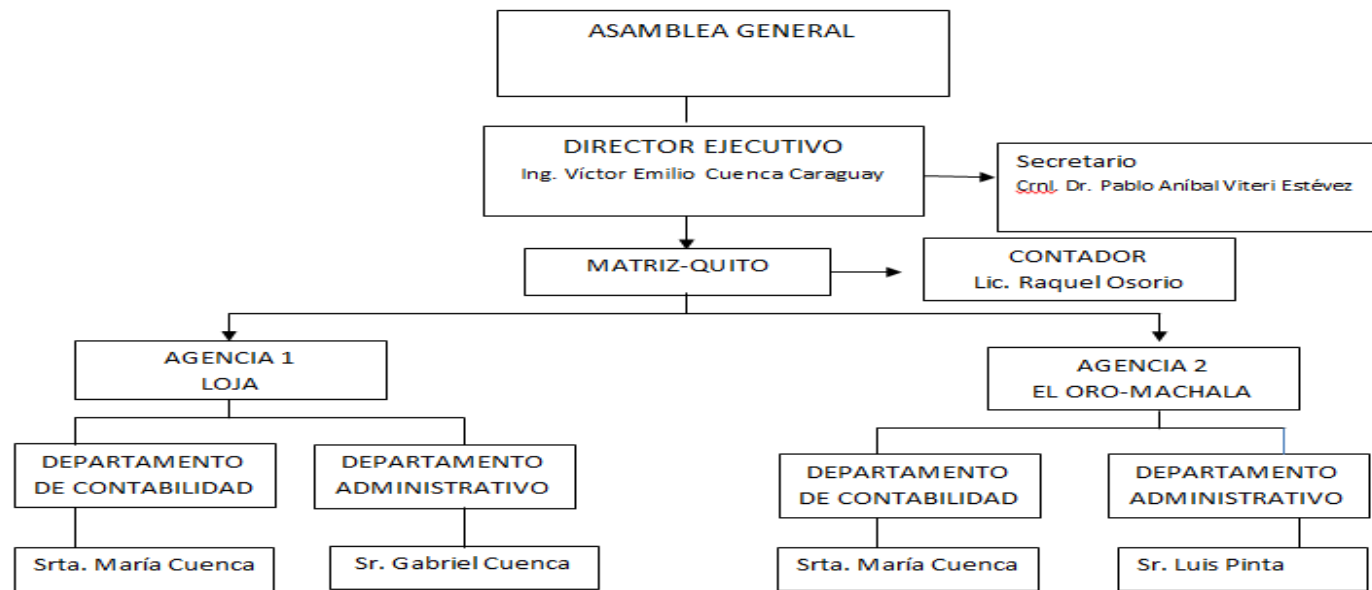 ASAMBLEA GENERAL
DIRECTOR EJECUTIVO
Ing. Víctor Emilio Cuenca Caraguay
Secretario
Crnl. Dr. Pablo Aníbal Viteri Estévez
MATRIZ-QUITO
CONTADOR
Lic. Raquel Osorio
AGENCIA 1
LOJA
AGENCIA 2
EL ORO-MACHALA
DEPARTAMENTO
DE CONTABILIDAD
DEPARTAMENTO
ADMINISTRATIVO
DEPARTAMENTO
DE CONTABILIDAD
DEPARTAMENTO
ADMINISTRATIVO
Srta. María Cuenca
Sr. Gabriel Cuenca
Srta. María Cuenca
Sr. Luis Pinta